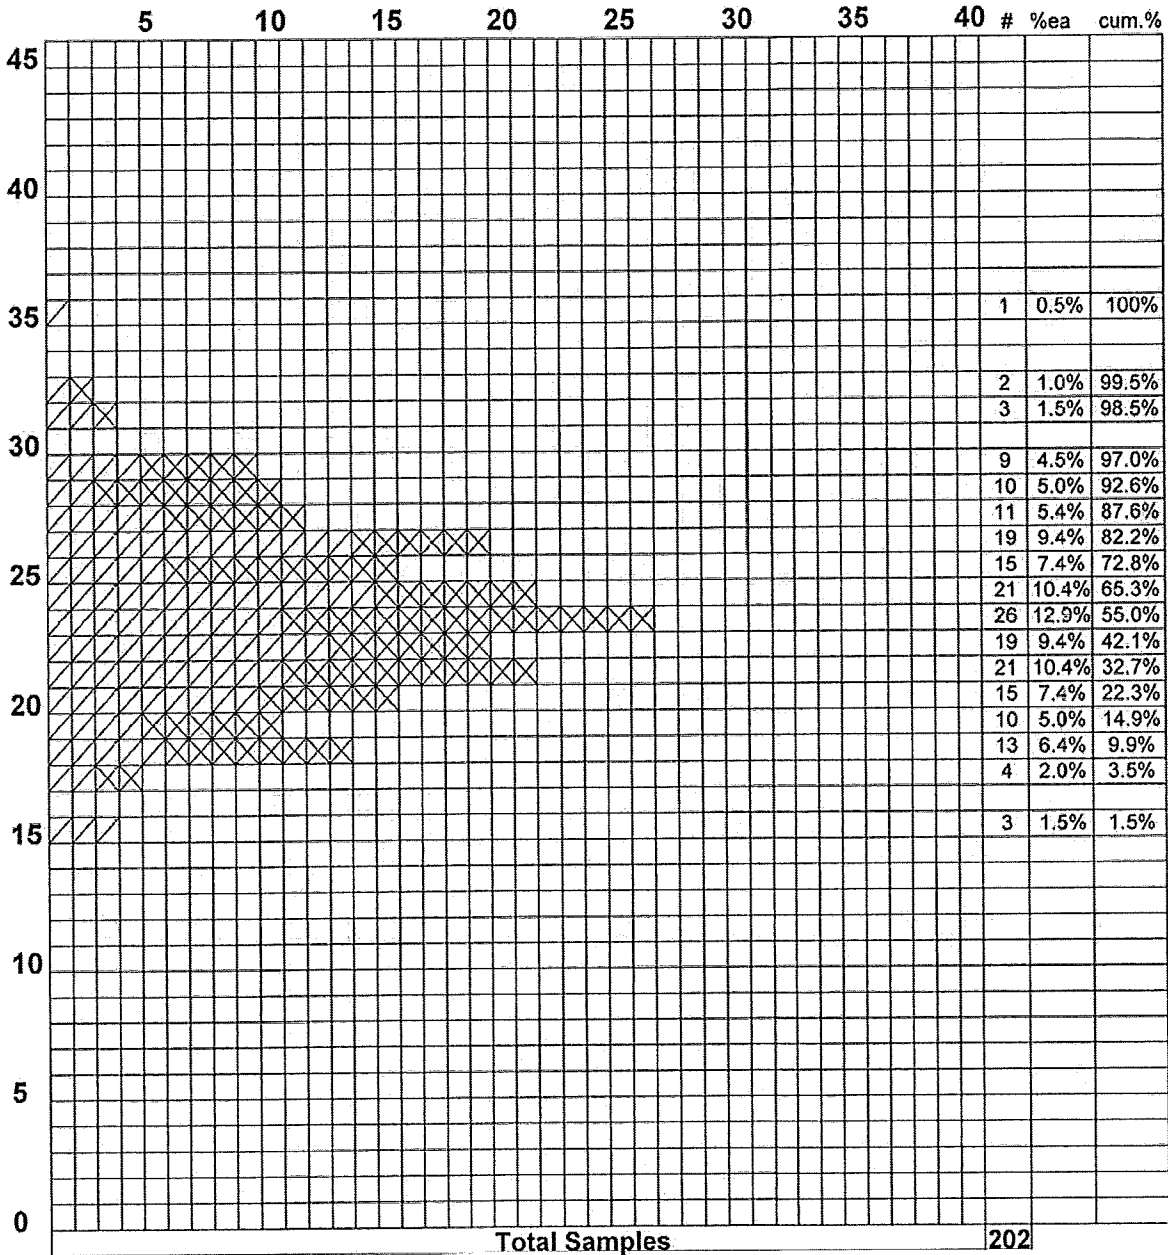 5 10 15 20 25 30 35 40 # %ea cum.%
45
40
35 1 0.5% 100%
2 1.0% 99.5%
3 1.5% 98.5%
30
9 4.5% 97.0%
10 5.0% 92.6%
11 5.4% 87.6%
19 9.4% 82.2%
15 7.4% 72.8%
25 21 10.4% 65.3%
26 12.9% 55.0%
19 9.4% 42.1%
21 10.4% 32.7%
20 15 7.4% 22.3%
10 5.0% 14.9%
13 6.4% 9.9%
4 2.0% 3.5%
15 3 1.5% 1.5%
10
5
0
Total Samples 202